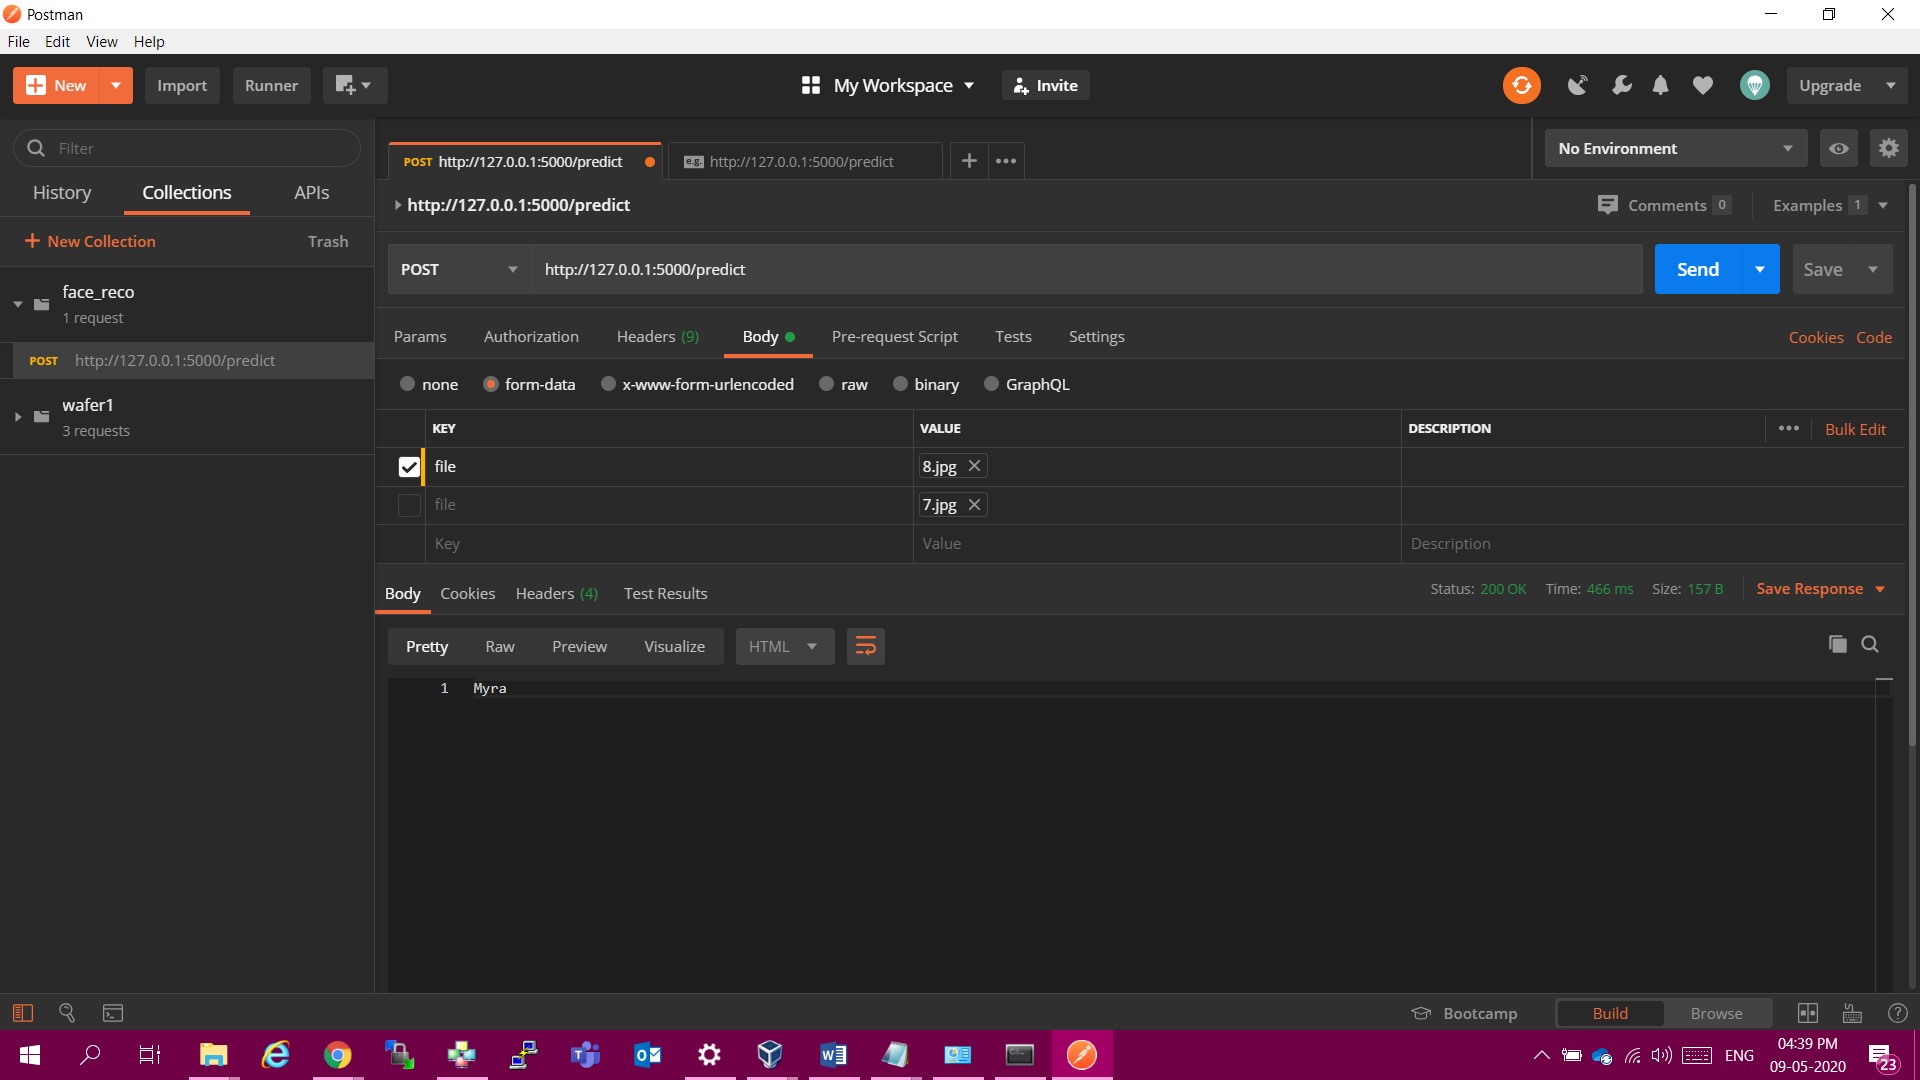 Postman
File Edit View Help
New Import Runner My Workspace Invite Upgrade
Filter
History Collections APIs
New Collection Trash
face_reco
1 request
POST http://127.0.0.1:5000/predict
wafer1
3 requests
POST http://127.0.0.1:5000/predict e.g. http://127.0.0.1:5000/predict No Environment
http://127.0.0.1:5000/predict Comments 0 Examples 1
POST http://127.0.0.1:5000/predict Send Save
Params Authorization Headers (9) Body Pre-request Script Tests Settings Cookies Code
none form-data x-www-form-urlencoded raw binary GraphQL
KEY VALUE DESCRIPTION Bulk Edit
file 8.jpg
file 7.jpg
Key Value Description
Body Cookies Headers (4) Test Results Status: 200 OK Time: 466 ms Size: 157 B Save Response
Pretty Raw Preview Visualize HTML
1 Myra
Bootcamp Build Browse
ENG 04:39 PM
09-05-2020 23